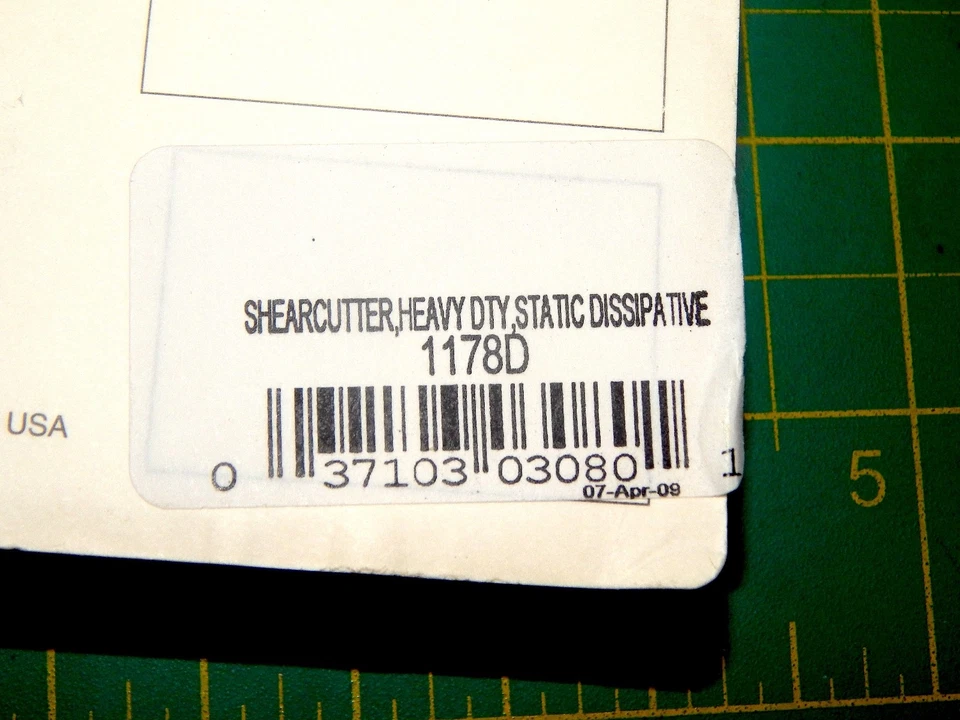 SHEARCUTTER,HEAVY DTY,STATIC DISSIPATIVE
1178D
USA
0 37103 03080 1
07-Apr-09
5